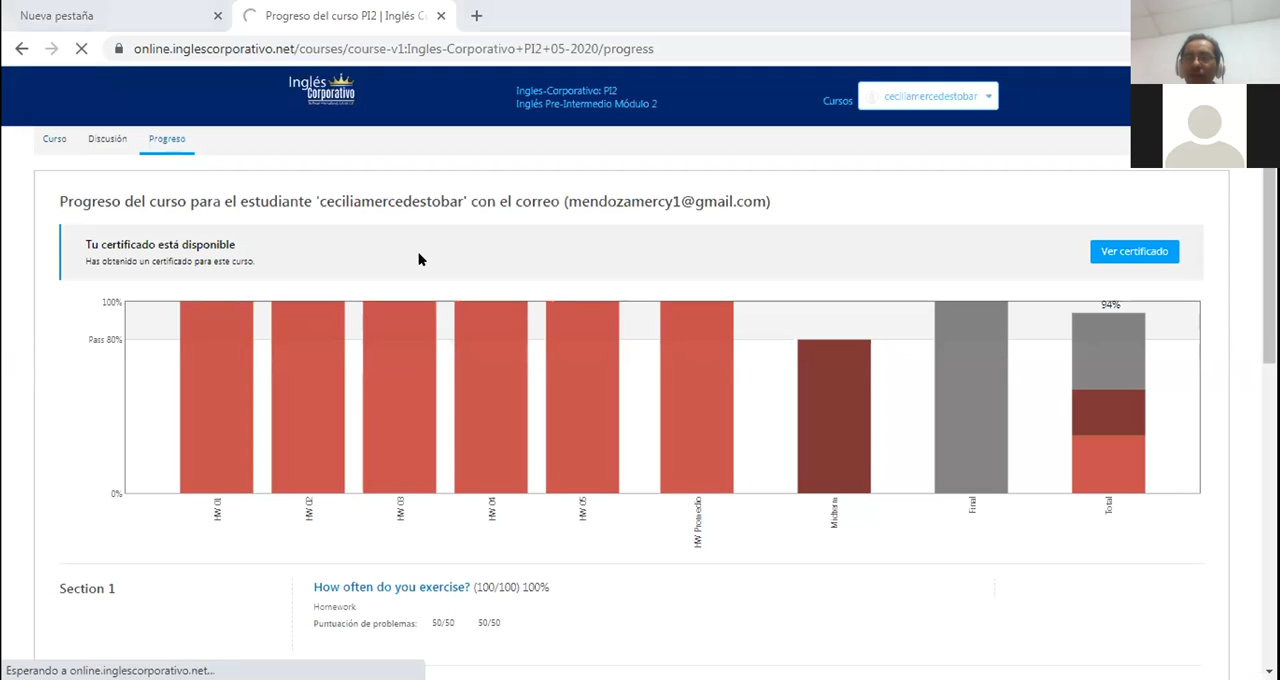 Nueva pestaña
Progreso del curso PI2 | Inglés C
online.inglescorporativo.net/courses/course-v1:Ingles-Corporativo+PI2+05-2020/progress
Inglés
Corporativo
Ingles-Corporativo: PI2
Inglés Pre-Intermedio Módulo 2
Cursos
ceciliamercedestobar
Curso
Discusión
Progreso
Progreso del curso para el estudiante 'ceciliamercedestobar' con el correo (mendozamercy1@gmail.com)
Tu certificado está disponible
Has obtenido un certificado para este curso.
Ver certificado
100%
94%
Pass 80%
0%
HW 01
HW 02
HW 03
HW 04
HW 05
HW Promedio
Midterm
Final
Total
Section 1
How often do you exercise? (100/100) 100%
Homework
Puntuación de problemas: 50/50 50/50
Esperando a online.inglescorporativo.net...